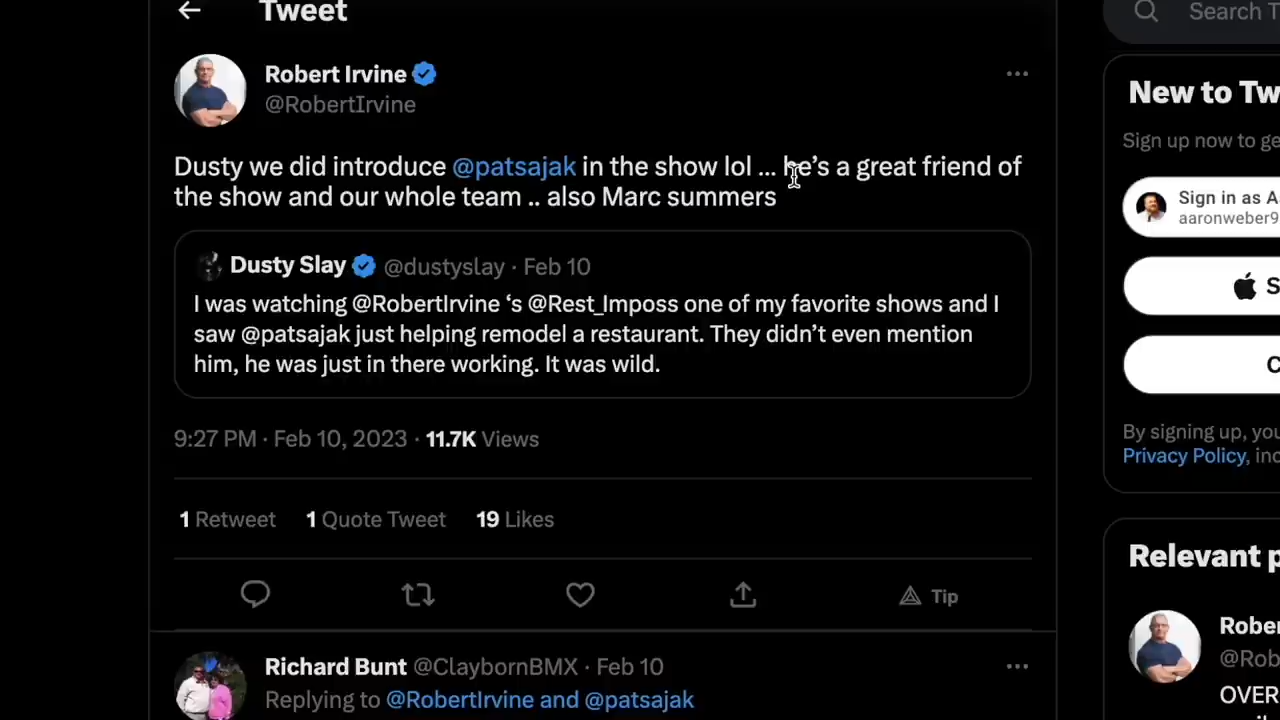 Tweet
Search T
Robert Irvine
@RobertIrvine
Dusty we did introduce @patsajak in the show lol ... he's a great friend of
the show and our whole team .. also Marc summers
Dusty Slay @dustyslay · Feb 10
I was watching @RobertIrvine ‘s @Rest_Imposs one of my favorite shows and I
saw @patsajak just helping remodel a restaurant. They didn’t even mention
him, he was just in there working. It was wild.
9:27 PM · Feb 10, 2023 · 11.7K Views
1 Retweet 1 Quote Tweet 19 Likes
Tip
Richard Bunt @ClaybornBMX · Feb 10
Replying to @RobertIrvine and @patsajak
New to Tw
Sign up now to ge
Sign in as A
aaronweber9
S
C
By signing up, you
Privacy Policy, inc
Relevant p
Rober
@Rob
OVER